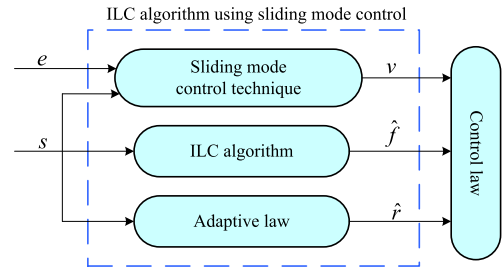 ILC algorithm using sliding mode control
e
Sliding mode
control technique
v
s
ILC algorithm
f̂
Adaptive law
r̂
Control law